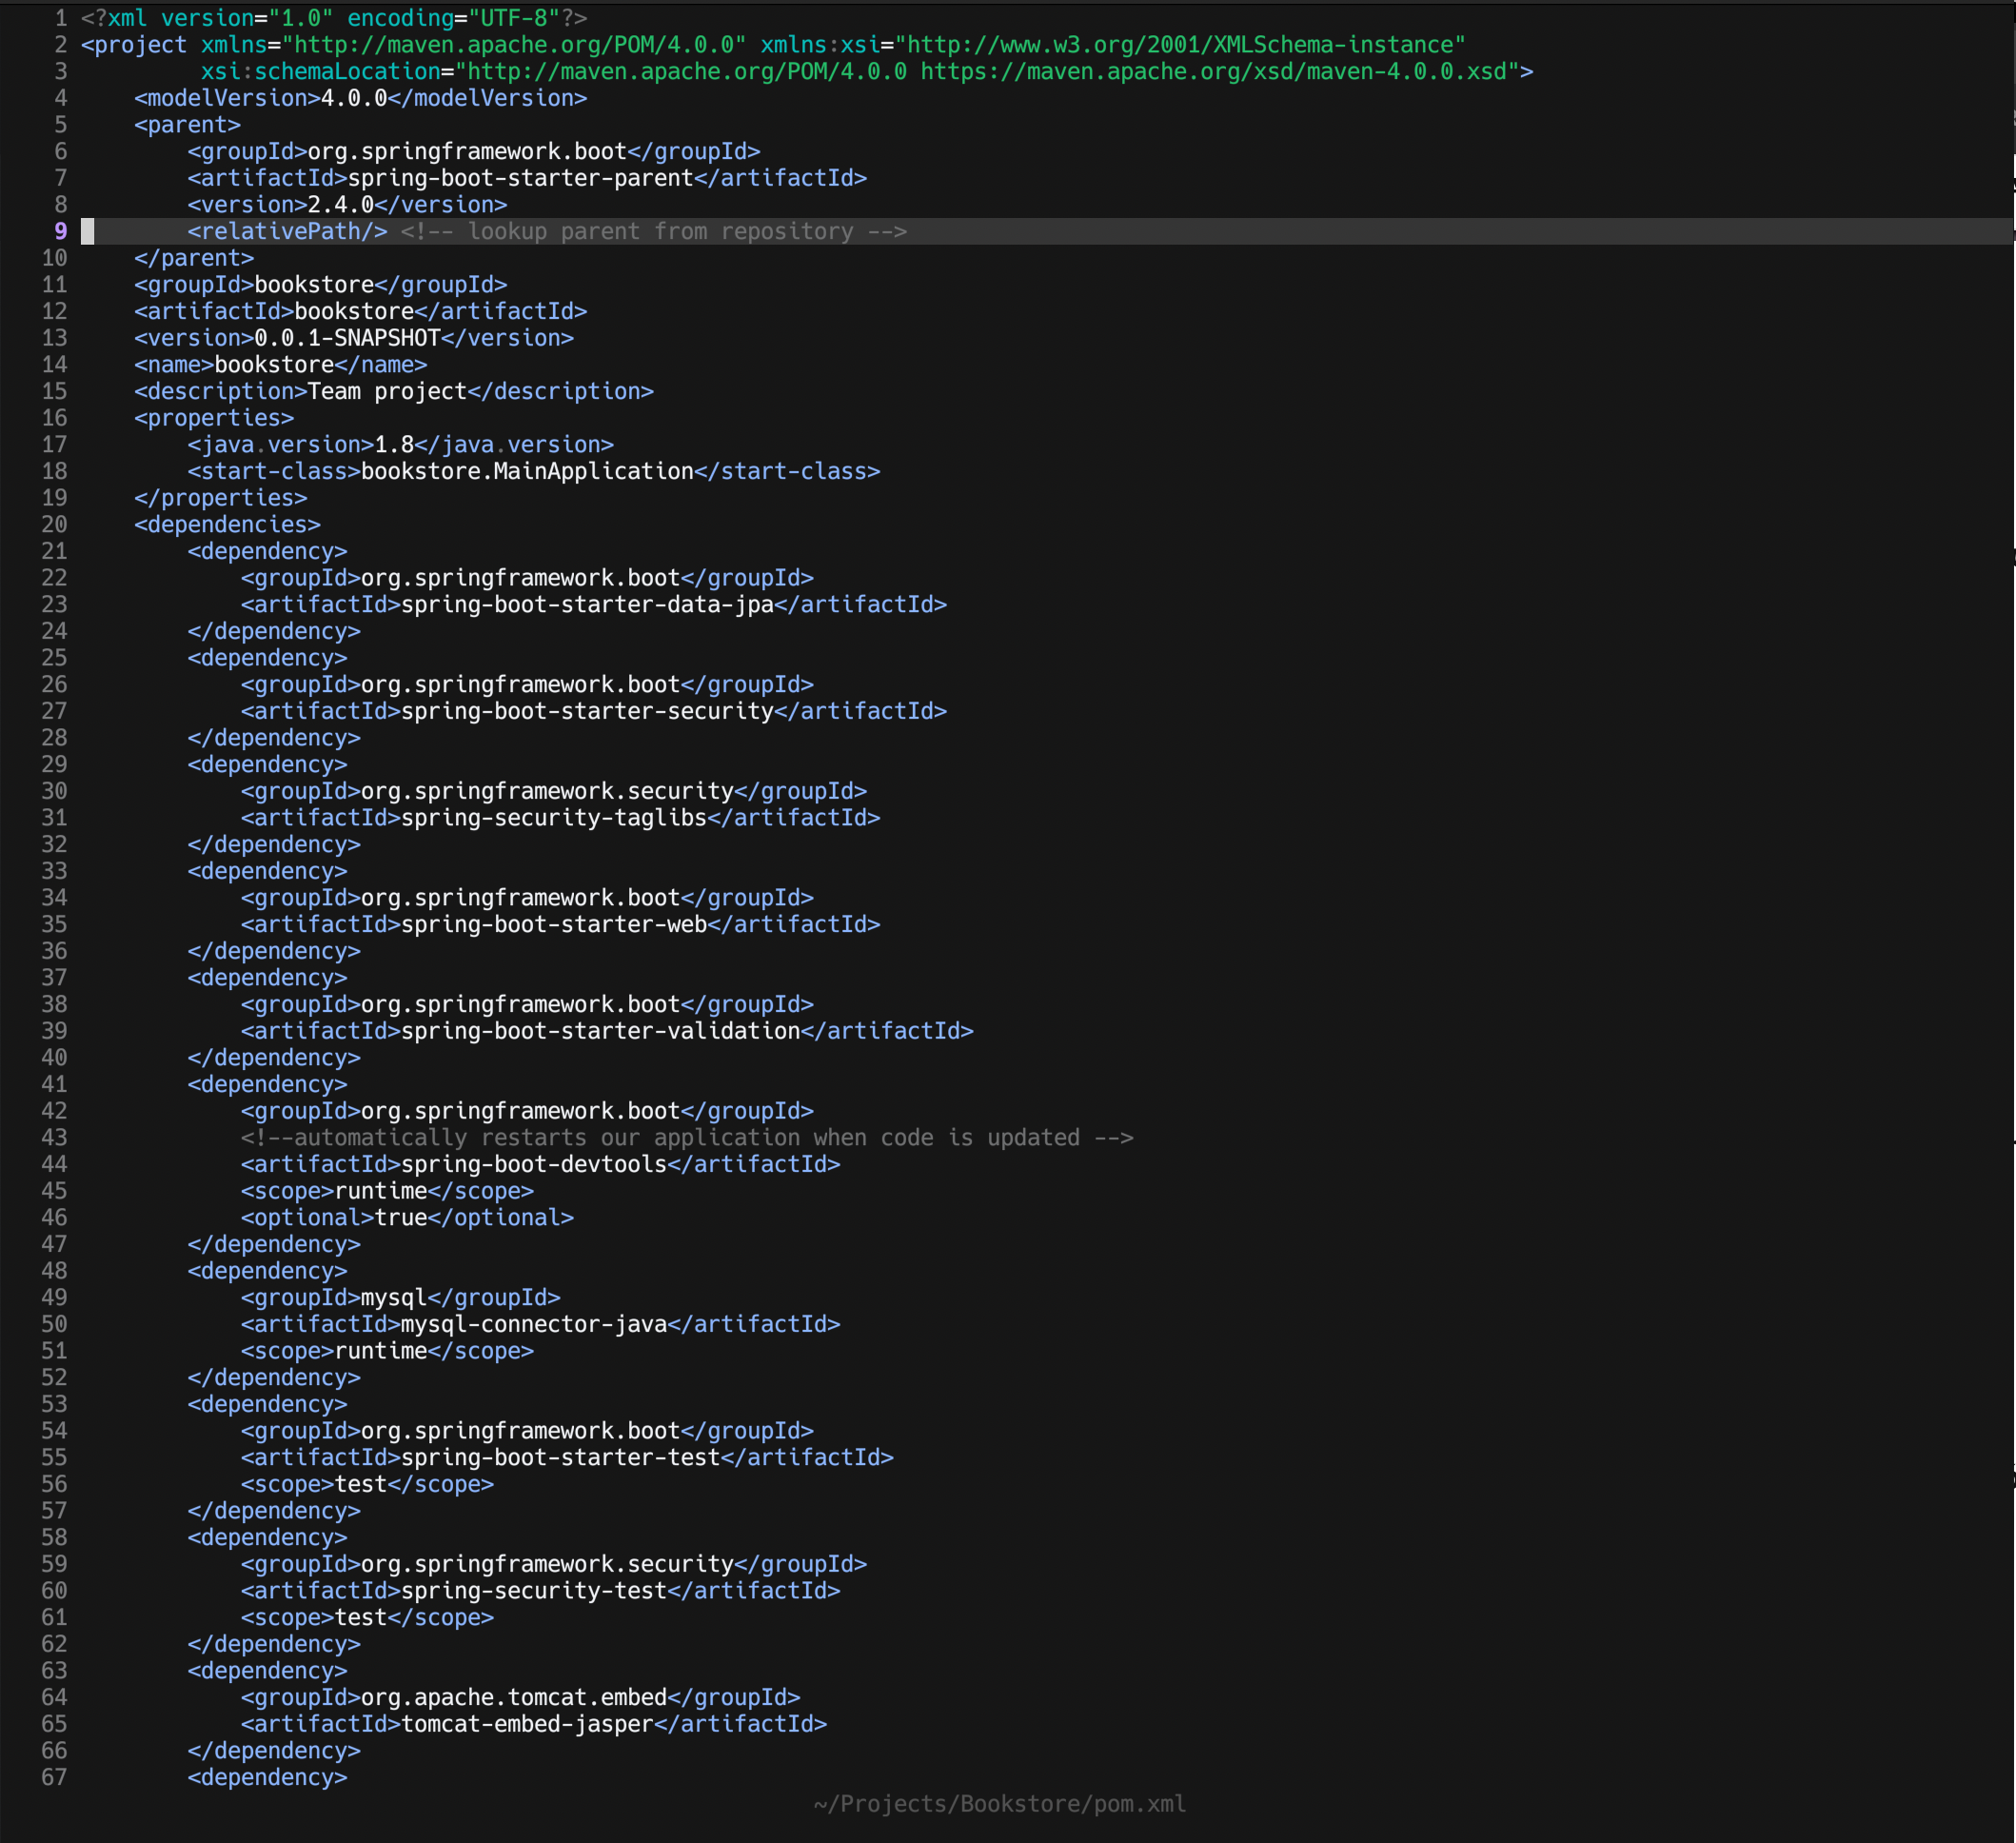 1 <?xml version="1.0" encoding="UTF-8"?>
2 <project xmlns="http://maven.apache.org/POM/4.0.0" xmlns:xsi="http://www.w3.org/2001/XMLSchema-instance"
3          xsi:schemaLocation="http://maven.apache.org/POM/4.0.0 https://maven.apache.org/xsd/maven-4.0.0.xsd">
4     <modelVersion>4.0.0</modelVersion>
5     <parent>
6         <groupId>org.springframework.boot</groupId>
7         <artifactId>spring-boot-starter-parent</artifactId>
8         <version>2.4.0</version>
9         <relativePath/> <!-- lookup parent from repository -->
10     </parent>
11     <groupId>bookstore</groupId>
12     <artifactId>bookstore</artifactId>
13     <version>0.0.1-SNAPSHOT</version>
14     <name>bookstore</name>
15     <description>Team project</description>
16     <properties>
17         <java.version>1.8</java.version>
18         <start-class>bookstore.MainApplication</start-class>
19     </properties>
20     <dependencies>
21         <dependency>
22             <groupId>org.springframework.boot</groupId>
23             <artifactId>spring-boot-starter-data-jpa</artifactId>
24         </dependency>
25         <dependency>
26             <groupId>org.springframework.boot</groupId>
27             <artifactId>spring-boot-starter-security</artifactId>
28         </dependency>
29         <dependency>
30             <groupId>org.springframework.security</groupId>
31             <artifactId>spring-security-taglibs</artifactId>
32         </dependency>
33         <dependency>
34             <groupId>org.springframework.boot</groupId>
35             <artifactId>spring-boot-starter-web</artifactId>
36         </dependency>
37         <dependency>
38             <groupId>org.springframework.boot</groupId>
39             <artifactId>spring-boot-starter-validation</artifactId>
40         </dependency>
41         <dependency>
42             <groupId>org.springframework.boot</groupId>
43             <!--automatically restarts our application when code is updated -->
44             <artifactId>spring-boot-devtools</artifactId>
45             <scope>runtime</scope>
46             <optional>true</optional>
47         </dependency>
48         <dependency>
49             <groupId>mysql</groupId>
50             <artifactId>mysql-connector-java</artifactId>
51             <scope>runtime</scope>
52         </dependency>
53         <dependency>
54             <groupId>org.springframework.boot</groupId>
55             <artifactId>spring-boot-starter-test</artifactId>
56             <scope>test</scope>
57         </dependency>
58         <dependency>
59             <groupId>org.springframework.security</groupId>
60             <artifactId>spring-security-test</artifactId>
61             <scope>test</scope>
62         </dependency>
63         <dependency>
64             <groupId>org.apache.tomcat.embed</groupId>
65             <artifactId>tomcat-embed-jasper</artifactId>
66         </dependency>
67         <dependency>
~/Projects/Bookstore/pom.xml